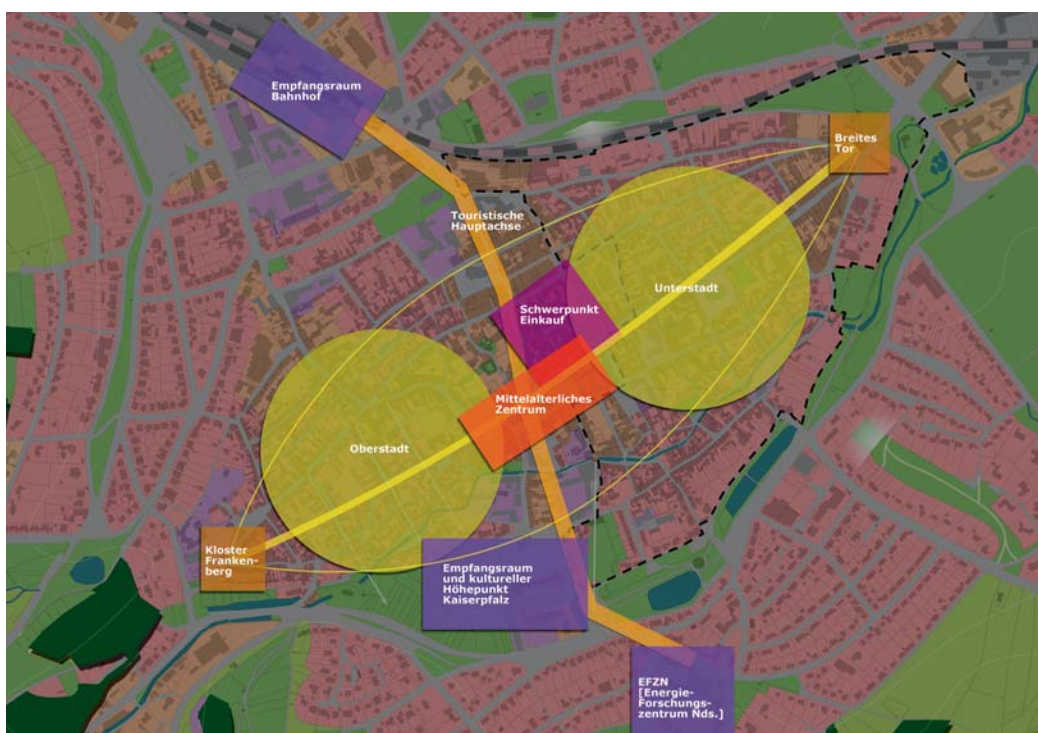 Empfangsraum
Bahnhof
Breites
Tor
Touristische
Hauptachse
Unterstadt
Schwerpunkt
Einkauf
Mittelalterliches
Zentrum
Oberstadt
Kloster
Franken-
berg
Empfangsraum
und kultureller
Höhepunkt
Kaiserpfalz
EFZN
[Energie-
Forschungs-
zentrum Nds.]